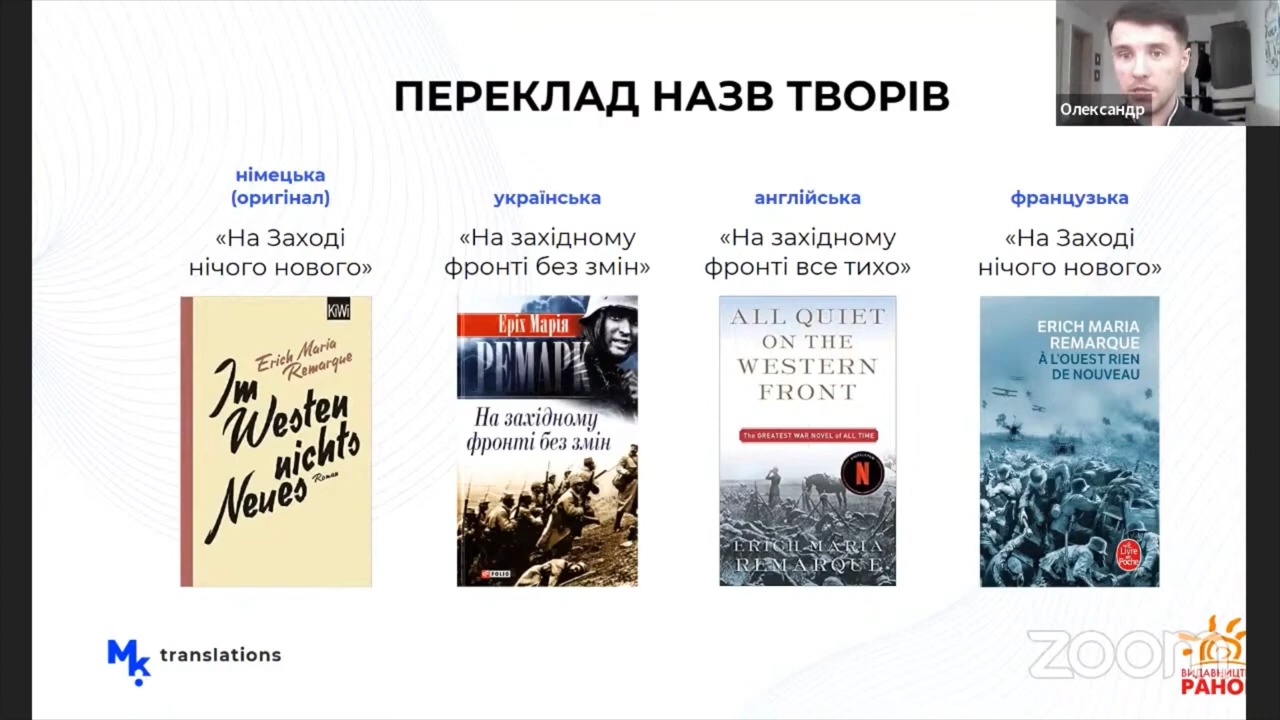 ПЕРЕКЛАД НАЗВ ТВОРІВ
Олександр
німецька
(оригінал)
«На Заході
нічого нового»
KiWi
Erich Maria
Remarque
Im
Westen
nichts
Neues
Roman
українська
«На західному
фронті без змін»
Еріх Марія
РЕМАРК
На західному
фронті без змін
FOLIO
англійська
«На західному
фронті все тихо»
ALL QUIET
ON THE
WESTERN
FRONT
The GREATEST WAR NOVEL of ALL TIME
N
ERICH MARIA
REMARQUE
французька
«На Заході
нічого нового»
ERICH MARIA
REMARQUE
À L'OUEST RIEN
DE NOUVEAU
Le
Livre
de
Poche
Mk translations
zoom
ВИДАВНИЦТ
РАНО